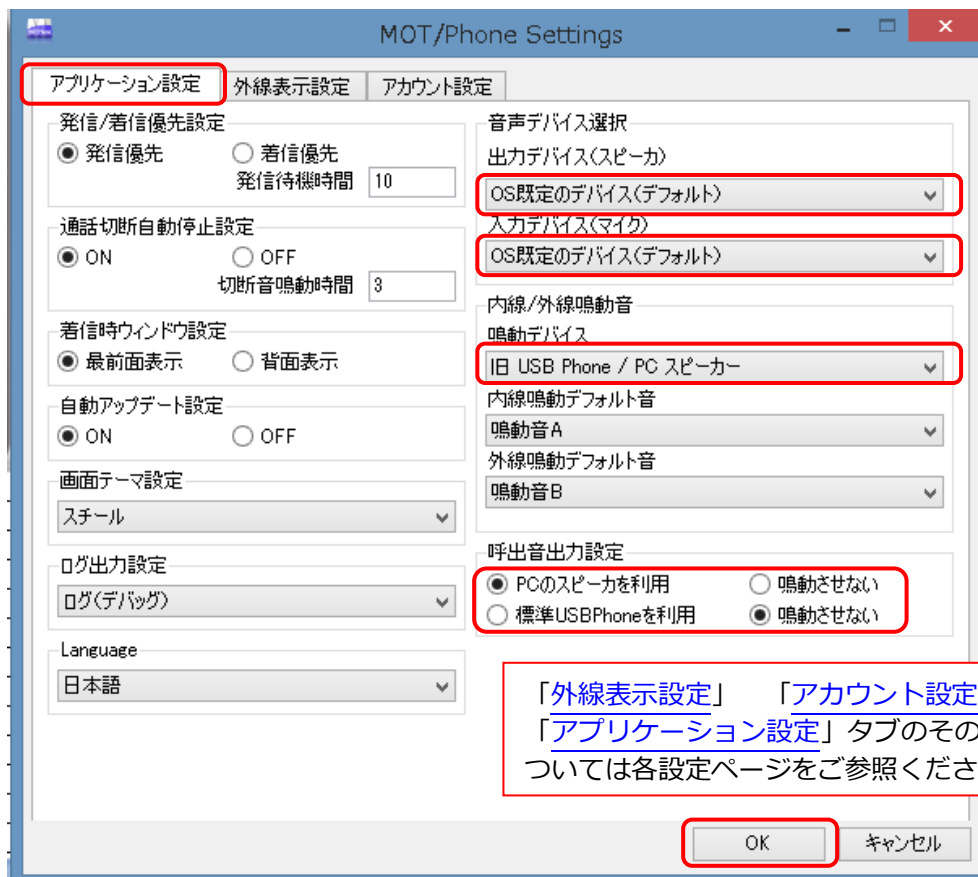 MOT/Phone Settings
アプリケーション設定 外線表示設定 アカウント設定
発信/着信優先設定
発信優先 着信優先
発信待機時間 10
通話切断自動停止設定
ON OFF
切断音鳴動時間 3
着信時ウィンドウ設定
最前面表示 背面表示
自動アップデート設定
ON OFF
画面テーマ設定
スチール
ログ出力設定
ログ(デバッグ)
Language
日本語
音声デバイス選択
出力デバイス(スピーカ)
OS既定のデバイス(デフォルト)
入力デバイス(マイク)
OS既定のデバイス(デフォルト)
内線/外線鳴動音
鳴動デバイス
旧 USB Phone / PC スピーカー
内線鳴動デフォルト音
鳴動音A
外線鳴動デフォルト音
鳴動音B
呼出音出力設定
PCのスピーカを利用 鳴動させない
標準USBPhoneを利用 鳴動させない
「外線表示設定」 「アカウント設定
「アプリケーション設定」タブのその
ついては各設定ページをご参照くださ
OK キャンセル